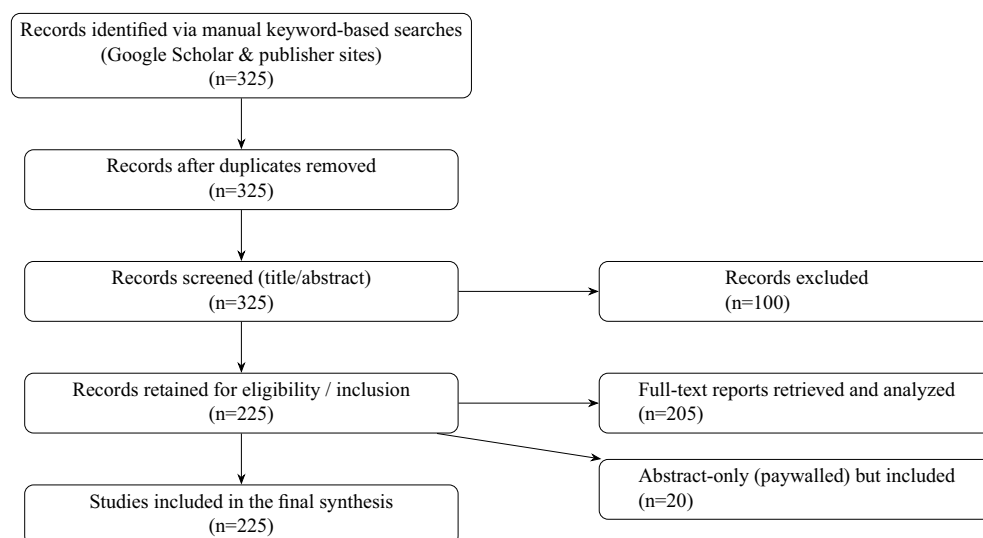 Records identified via manual keyword-based searches
(Google Scholar & publisher sites)
(n=325)
Records after duplicates removed
(n=325)
Records screened (title/abstract)
(n=325)
Records excluded
(n=100)
Records retained for eligibility / inclusion
(n=225)
Full-text reports retrieved and analyzed
(n=205)
Abstract-only (paywalled) but included
(n=20)
Studies included in the final synthesis
(n=225)